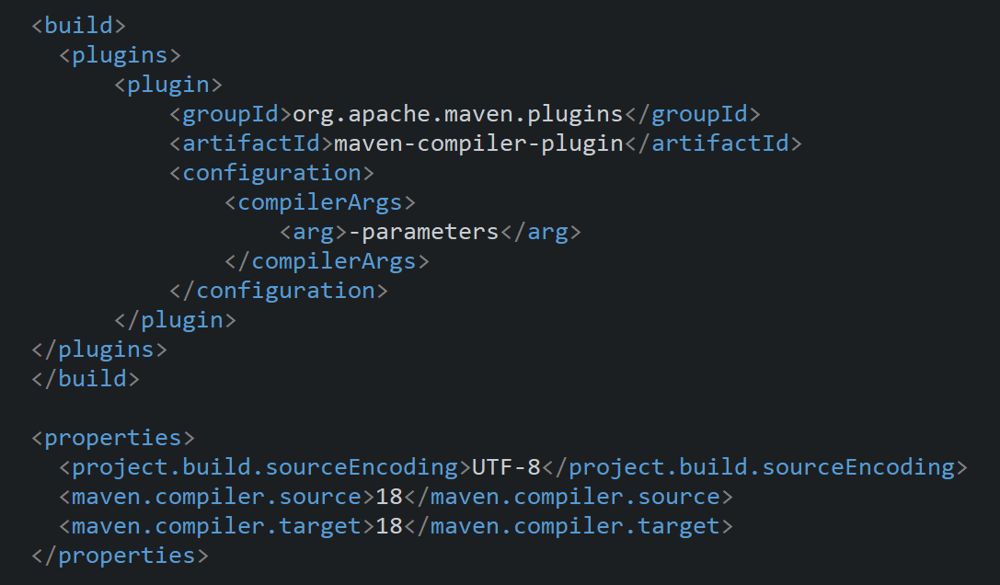 <build>
  <plugins>
      <plugin>
          <groupId>org.apache.maven.plugins</groupId>
          <artifactId>maven-compiler-plugin</artifactId>
          <configuration>
              <compilerArgs>
                  <arg>-parameters</arg>
              </compilerArgs>
          </configuration>
      </plugin>
</plugins>
</build>

<properties>
  <project.build.sourceEncoding>UTF-8</project.build.sourceEncoding>
  <maven.compiler.source>18</maven.compiler.source>
  <maven.compiler.target>18</maven.compiler.target>
</properties>